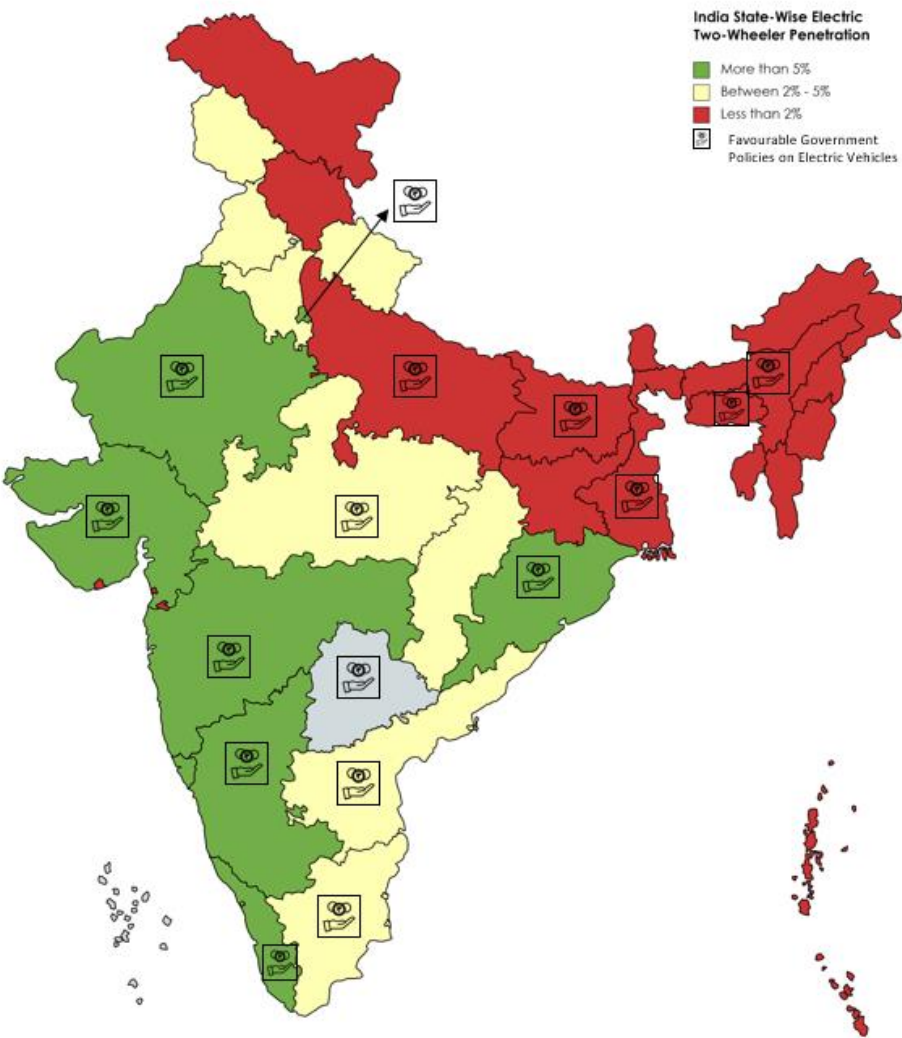 India State-Wise Electric
Two-Wheeler Penetration
More than 5%
Between 2% - 5%
Less than 2%
Favourable Government
Policies on Electric Vehicles